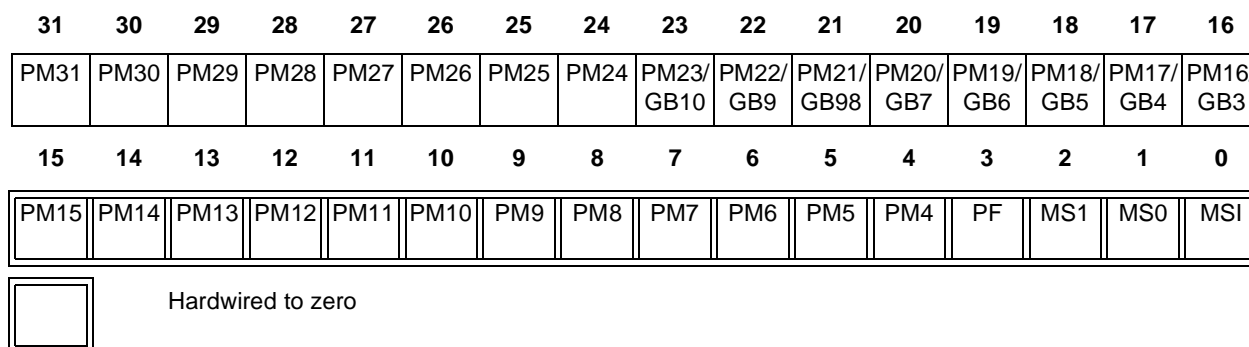 31 30 29 28 27 26 25 24 23 22 21 20 19 18 17 16
PM31 PM30 PM29 PM28 PM27 PM26 PM25 PM24 PM23/ PM22/ PM21/ PM20/ PM19/ PM18/ PM17/ PM16/
GB10 GB9 GB98 GB7 GB6 GB5 GB4 GB3
15 14 13 12 11 10 9 8 7 6 5 4 3 2 1 0
PM15 PM14 PM13 PM12 PM11 PM10 PM9 PM8 PM7 PM6 PM5 PM4 PF MS1 MS0 MSI
Hardwired to zero